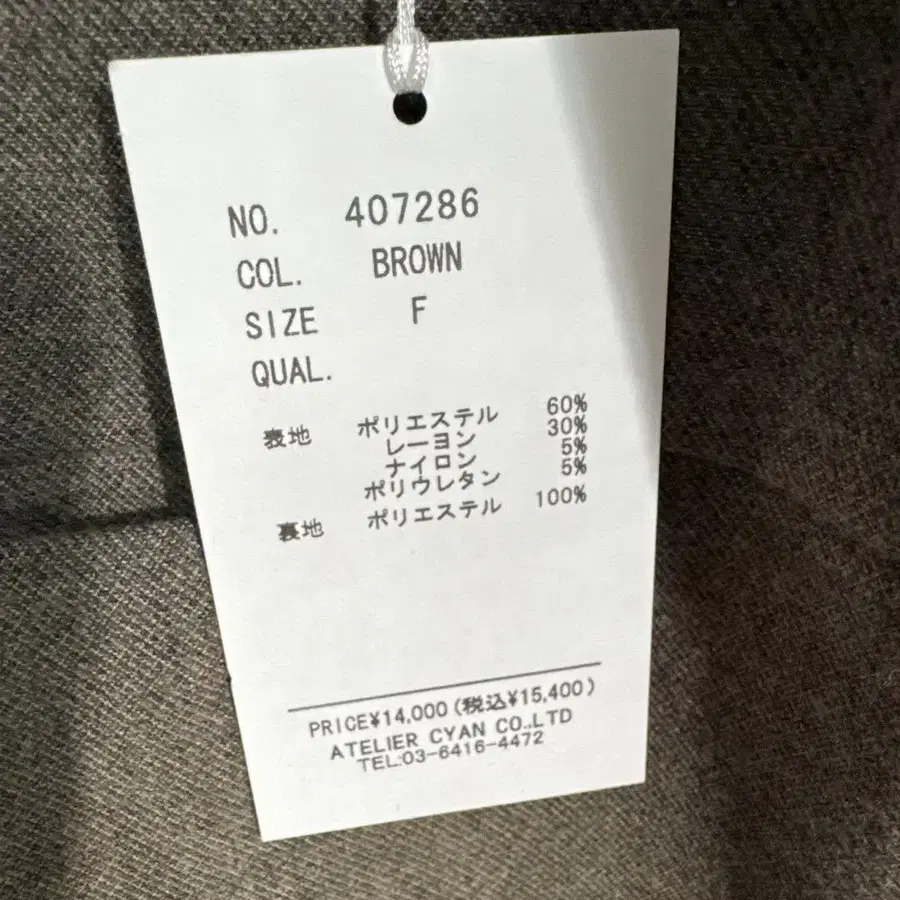 NO. 407286
COL. BROWN
SIZE F
QUAL.
表地 ポリエステル 60%
レーヨン 30%
ナイロン 5%
ポリウレタン 5%
裏地 ポリエステル 100%
PRICE¥14,000(税込¥15,400)
ATELIER CYAN CO.,LTD
TEL:03-6416-4472